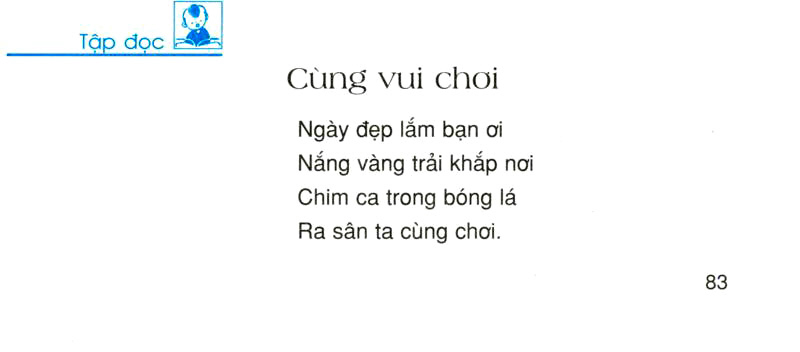 Tập đọc
Cùng vui chơi
Ngày đẹp lắm bạn ơi
Nắng vàng trải khắp nơi
Chim ca trong bóng lá
Ra sân ta cùng chơi.
83